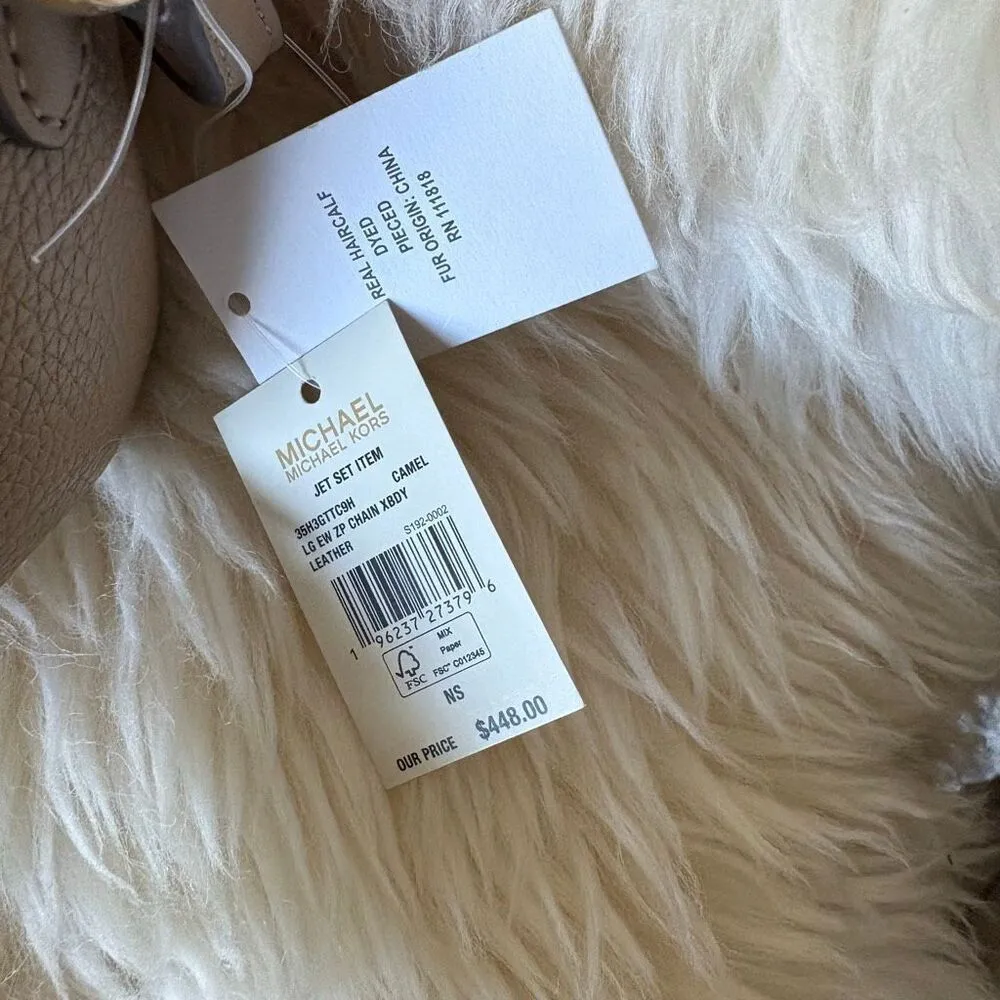 REAL HAIRCALF
DYED
PIECED
FUR ORIGIN: CHINA
RN 111818
MICHAEL
MICHAEL KORS
JET SET ITEM
35H3GTTC9H CAMEL
LG EW ZP CHAIN XBDY
LEATHER S192-0002
1 96237 27379 6
FSC
MIX
Paper
FSC™ C012345
NS
OUR PRICE $448.00